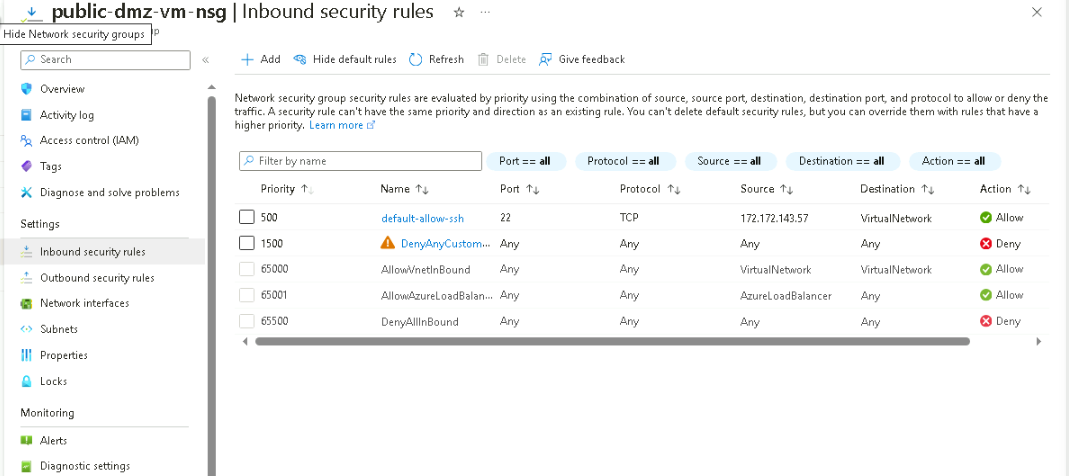 public-dmz-vm-nsg | Inbound security rules
Hide Network security groups
Search
Overview
Activity log
Access control (IAM)
Tags
Diagnose and solve problems
Settings
Inbound security rules
Outbound security rules
Network interfaces
Subnets
Properties
Locks
Monitoring
Alerts
Diagnostic settings
Add Hide default rules Refresh Delete Give feedback
Network security group security rules are evaluated by priority using the combination of source, source port, destination, destination port, and protocol to allow or deny the
traffic. A security rule can't have the same priority and direction as an existing rule. You can't delete default security rules, but you can override them with rules that have a
higher priority. Learn more
Filter by name Port == all Protocol == all Source == all Destination == all Action == all
Priority Name Port Protocol Source Destination Action
500 default-allow-ssh 22 TCP 172.172.143.57 VirtualNetwork Allow
1500 DenyAnyCustom... Any Any Any Any Deny
65000 AllowVnetInBound Any Any VirtualNetwork VirtualNetwork Allow
65001 AllowAzureLoadBalan... Any Any AzureLoadBalancer Any Allow
65500 DenyAllInBound Any Any Any Any Deny